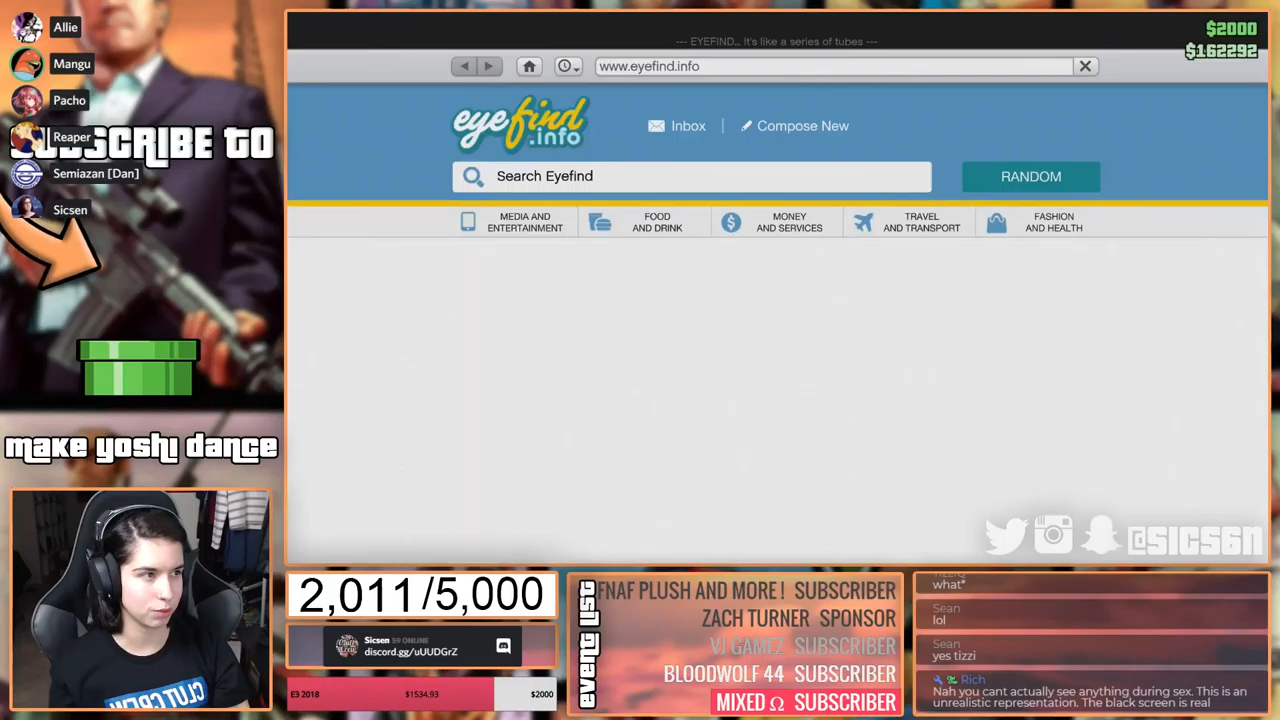 Allie
Mangu
Pacho
Reaper
SUBSCRIBE TO
Semiazan [Dan]
Sicsen
make yoshi dance
--- EYEFIND... It's like a series of tubes ---
$2000
$162292
www.eyefind.info
eyefind.info
Inbox
Compose New
Search Eyefind
RANDOM
MEDIA AND ENTERTAINMENT
FOOD AND DRINK
MONEY AND SERVICES
TRAVEL AND TRANSPORT
FASHION AND HEALTH
@SICS6N
2,011/5,000
Sicsen 59 ONLINE
discord.gg/uUUDGrZ
E3 2018 $1534.93 $2000
event list
FNAF PLUSH AND MORE ! SUBSCRIBER
ZACH TURNER SPONSOR
VJ GAMEZ SUBSCRIBER
BLOODWOLF 44 SUBSCRIBER
MIXED Ω SUBSCRIBER
what*
Sean
lol
Sean
yes tizzi
Rich
Nah you cant actually see anything during sex. This is an
unrealistic representation. The black screen is real